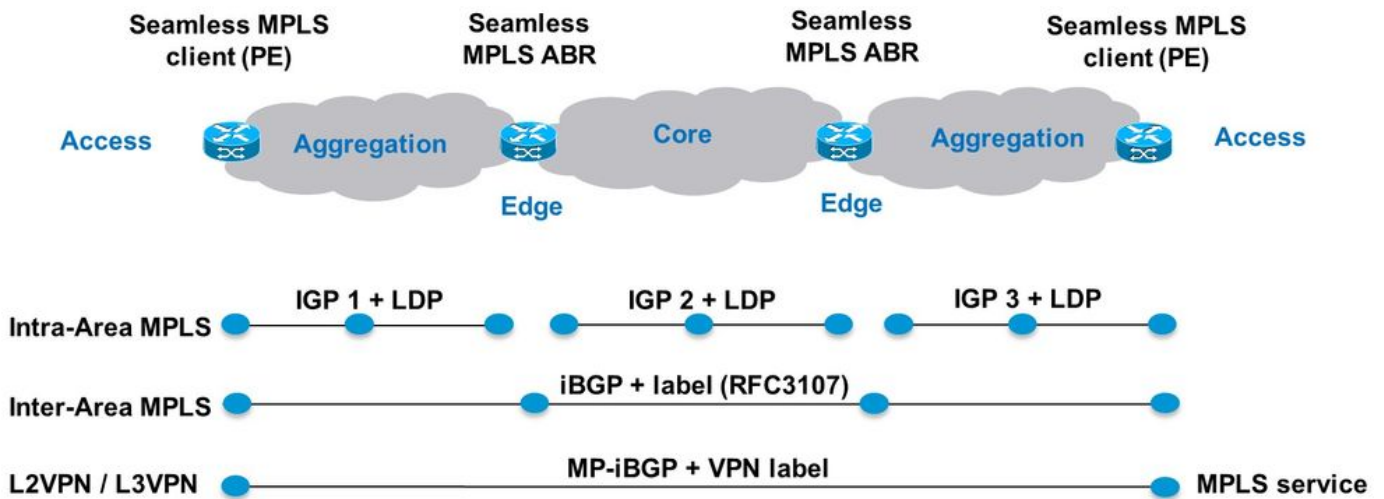 Seamless MPLS
client (PE)
Seamless
MPLS ABR
Seamless
MPLS ABR
Seamless MPLS
client (PE)
Access
Aggregation
Core
Aggregation
Access
Edge
Edge
Intra-Area MPLS
IGP 1 + LDP
IGP 2 + LDP
IGP 3 + LDP
Inter-Area MPLS
iBGP + label (RFC3107)
L2VPN / L3VPN
MP-iBGP + VPN label
MPLS service